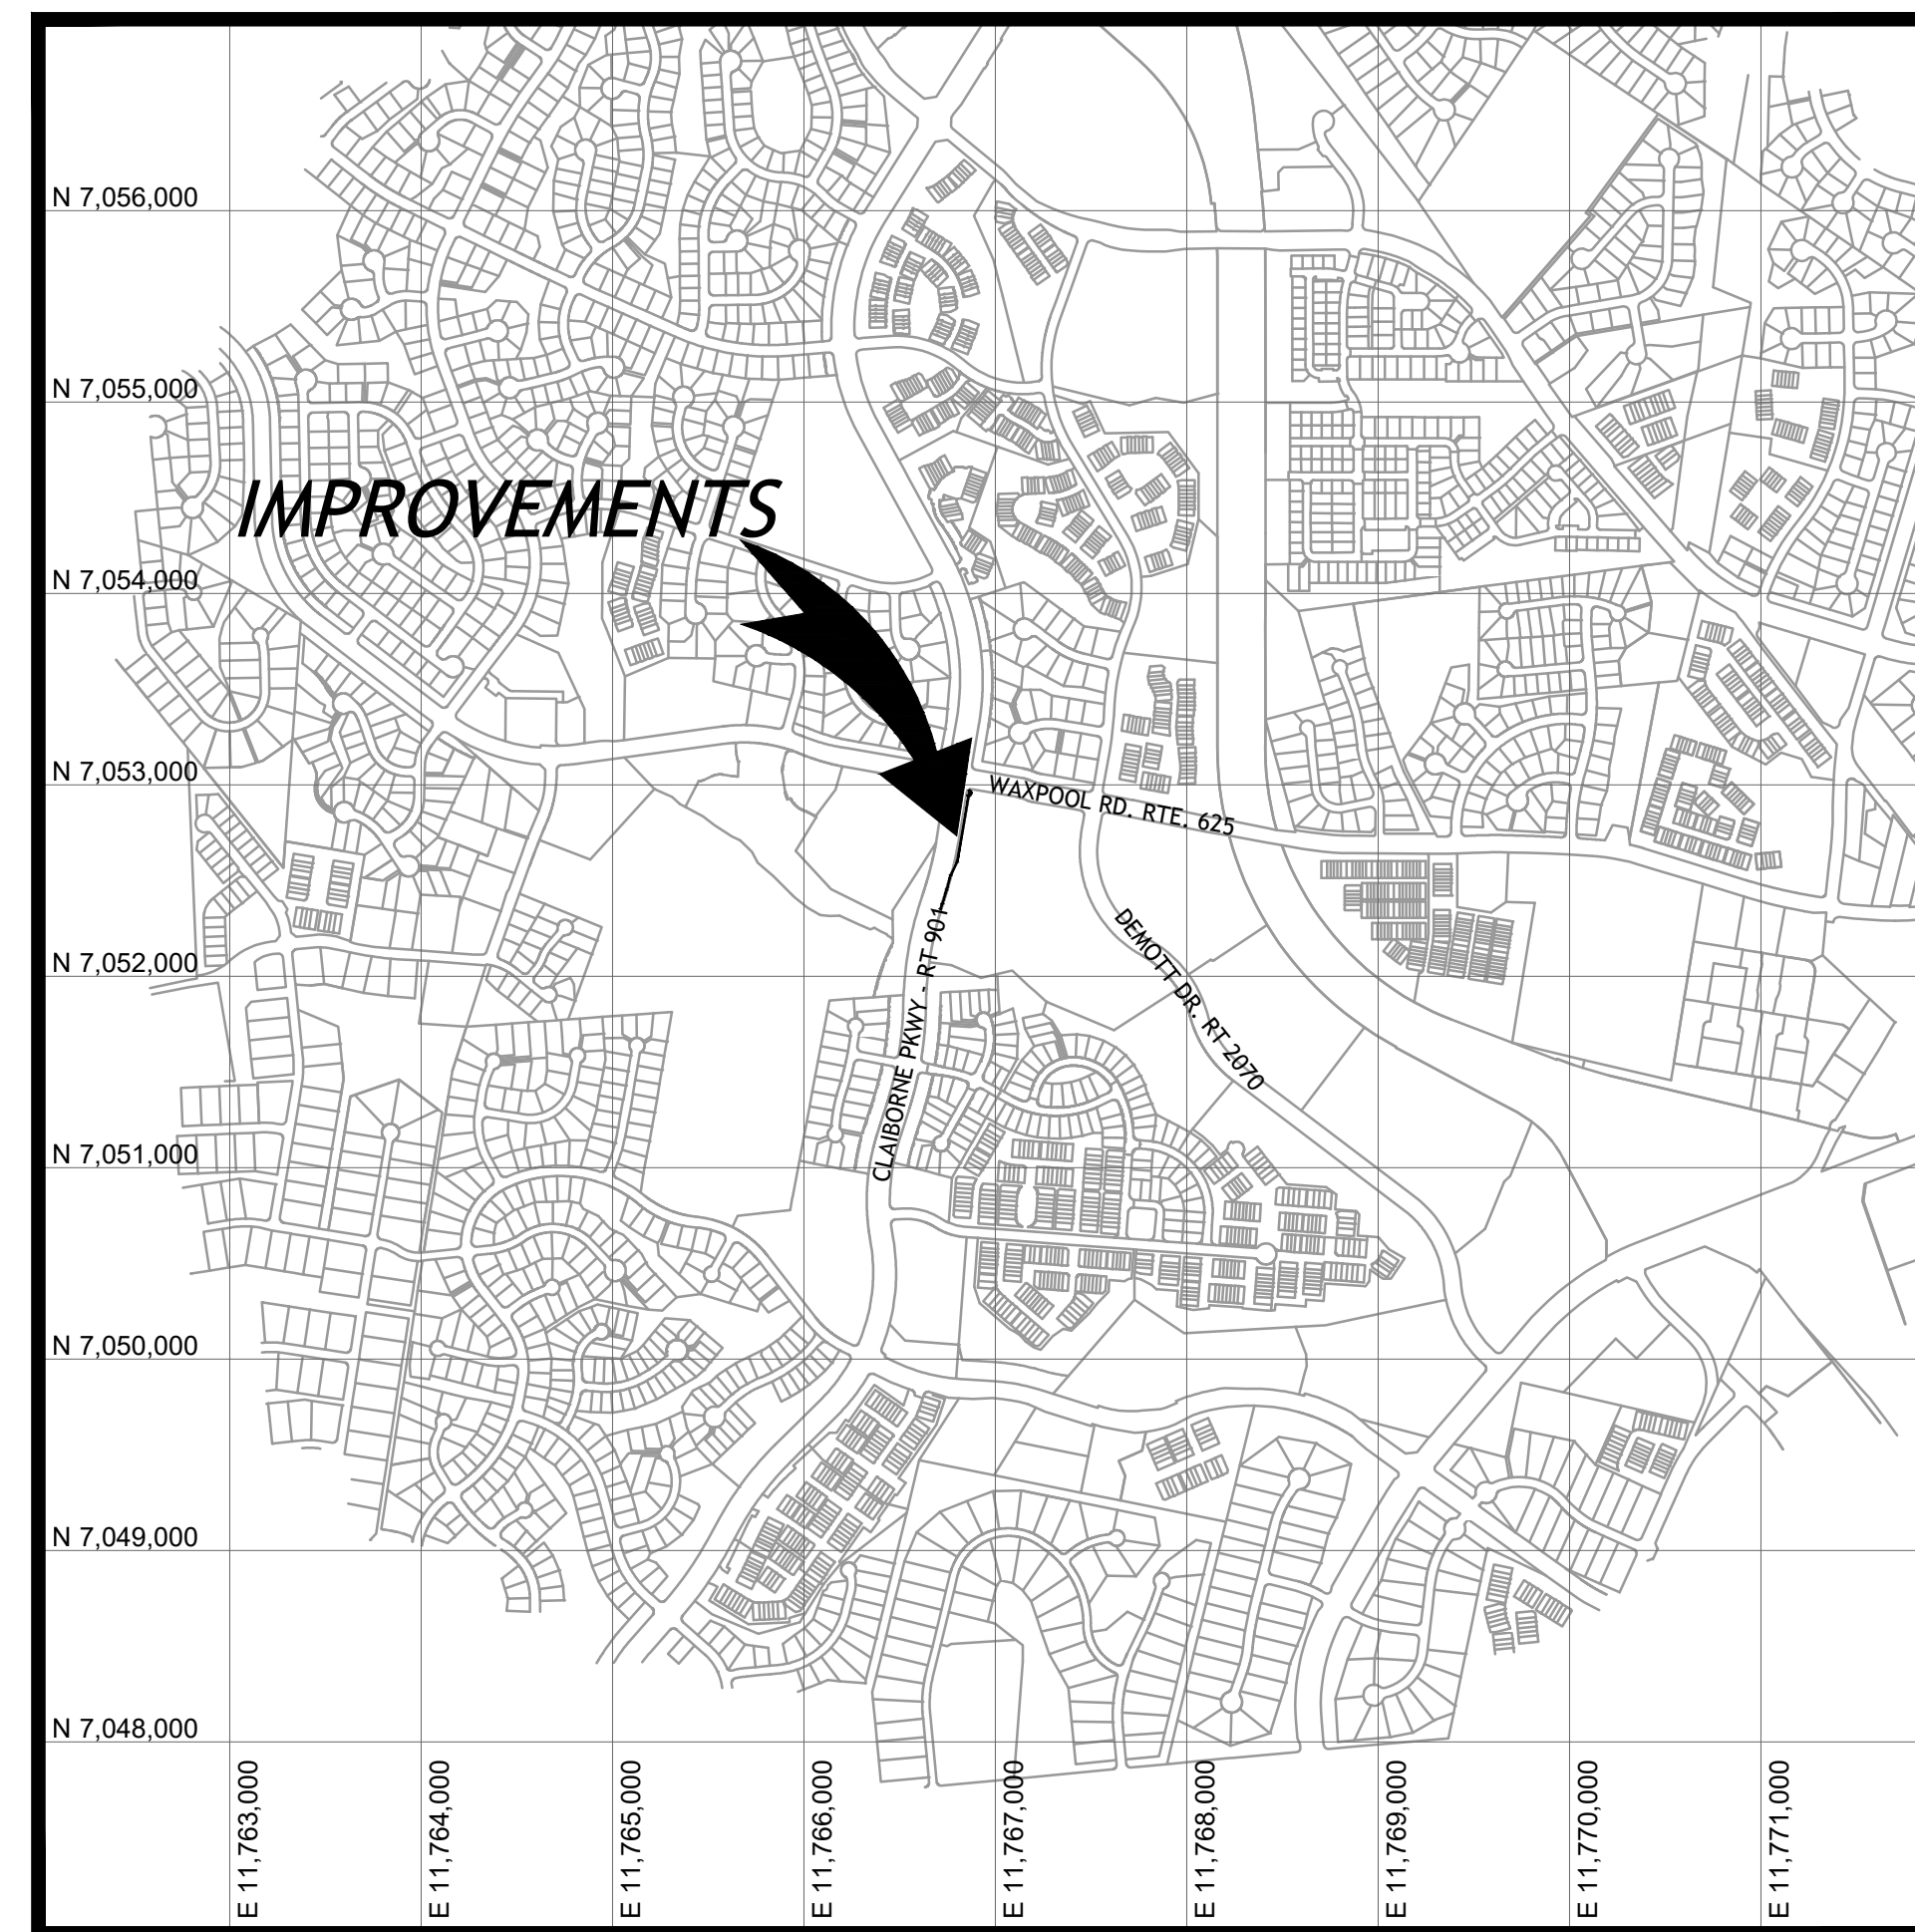 N 7,056,000
N 7,055,000
IMPROVEMENTS
N 7,054,000
N 7,053,000
WAXPOOL RD. RTE. 625
N 7,052,000
DEMOTT DR. RT 2070
CLAIBORNE PKWY - RT 901
N 7,051,000
N 7,050,000
N 7,049,000
N 7,048,000
E 11,763,000
E 11,764,000
E 11,765,000
E 11,766,000
E 11,767,000
E 11,768,000
E 11,769,000
E 11,770,000
E 11,771,000